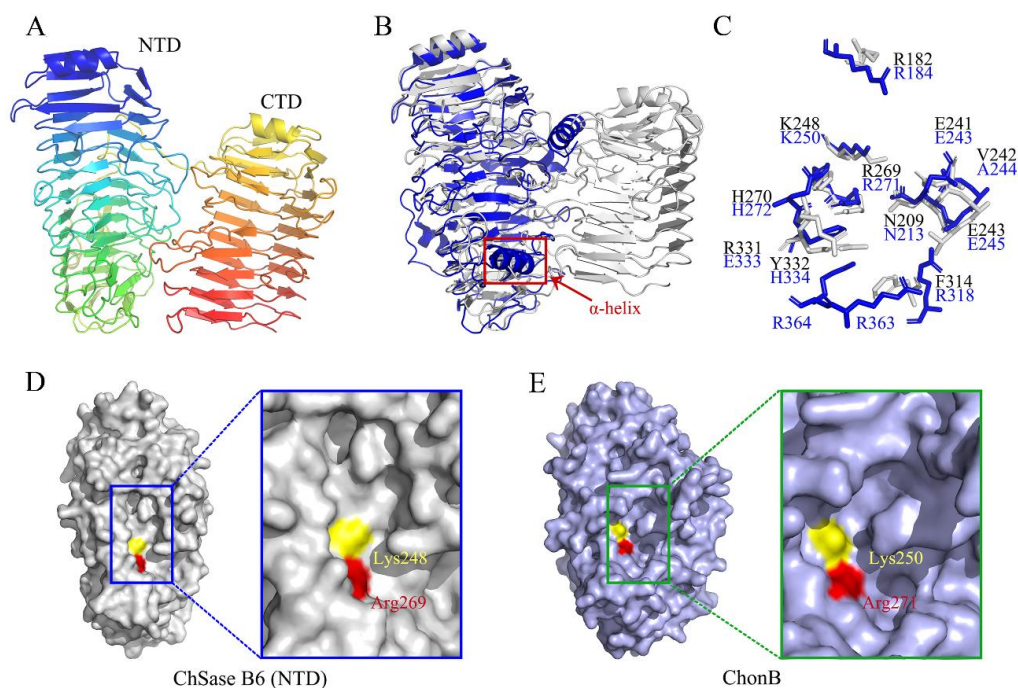 A
NTD
CTD
B
α-helix
C
R182
R184
K248
K250
E241
E243
V242
A244
R269
R271
H270
H272
N209
N213
E243
E245
R331
E333
Y332
H334
F314
R318
R364
R363
D
Lys248
Arg269
ChSase B6 (NTD)
E
Lys250
Arg271
ChonB